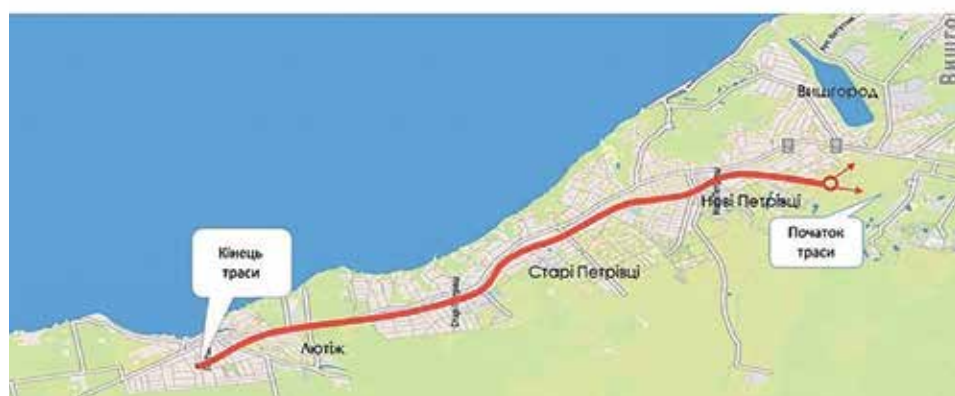 Вишгород
Нові Петрівці
Початок
траси
Старі Петрівці
Кінець
траси
Лютіж